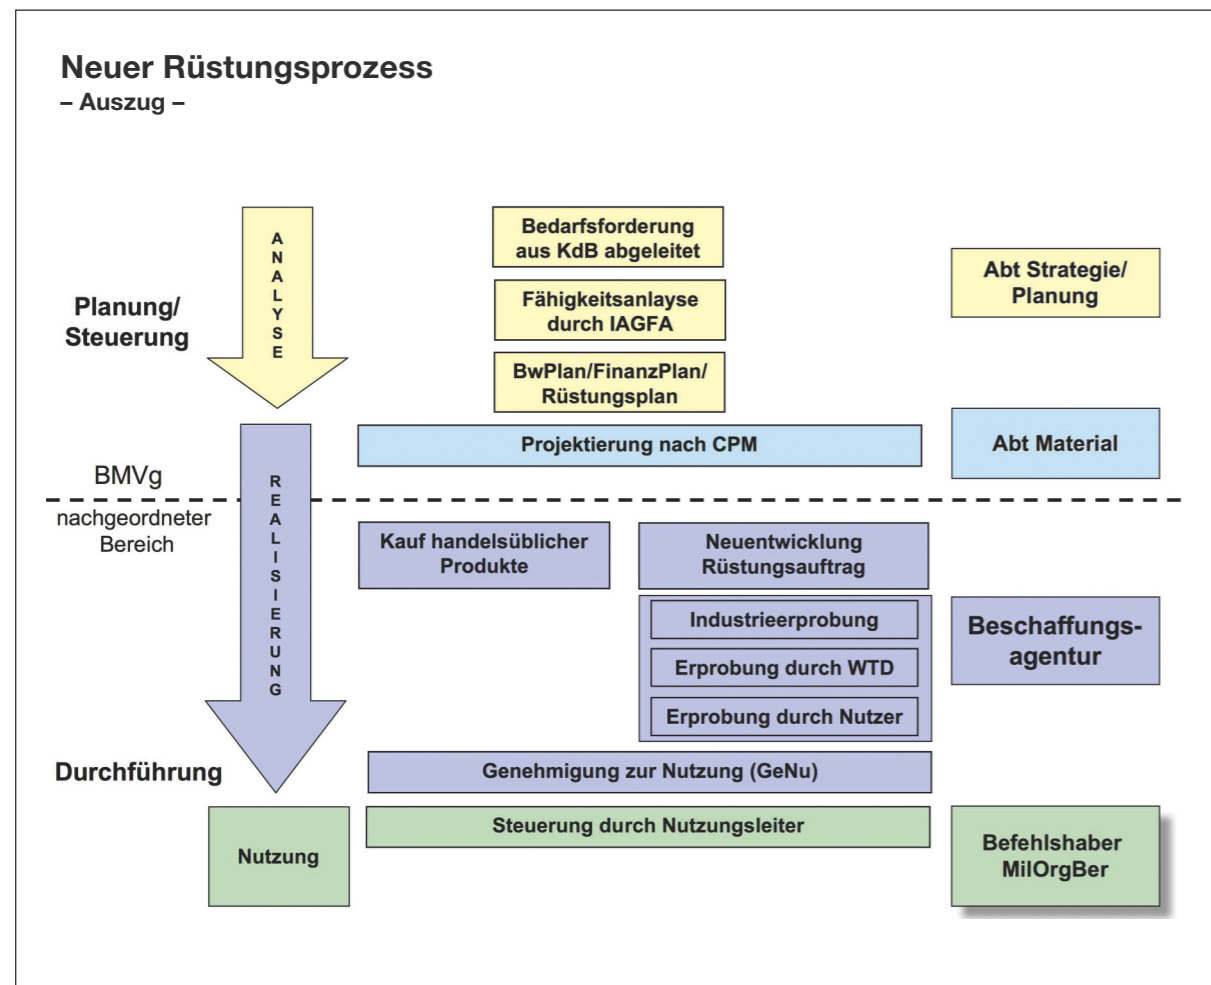 Neuer Rüstungsprozess
– Auszug –
Planung/
Steuerung
ANALYSE
Bedarfsforderung
aus KdB abgeleitet
Fähigkeitsanlayse
durch IAGFA
BwPlan/FinanzPlan/
Rüstungsplan
Abt Strategie/
Planung
Projektierung nach CPM
Abt Material
BMVg
nachgeordneter
Bereich
REALISIERUNG
Kauf handelsüblicher
Produkte
Neuentwicklung
Rüstungsauftrag
Industrieerprobung
Erprobung durch WTD
Erprobung durch Nutzer
Beschaffungs-
agentur
Durchführung
Genehmigung zur Nutzung (GeNu)
Nutzung
Steuerung durch Nutzungsleiter
Befehlshaber
MilOrgBer